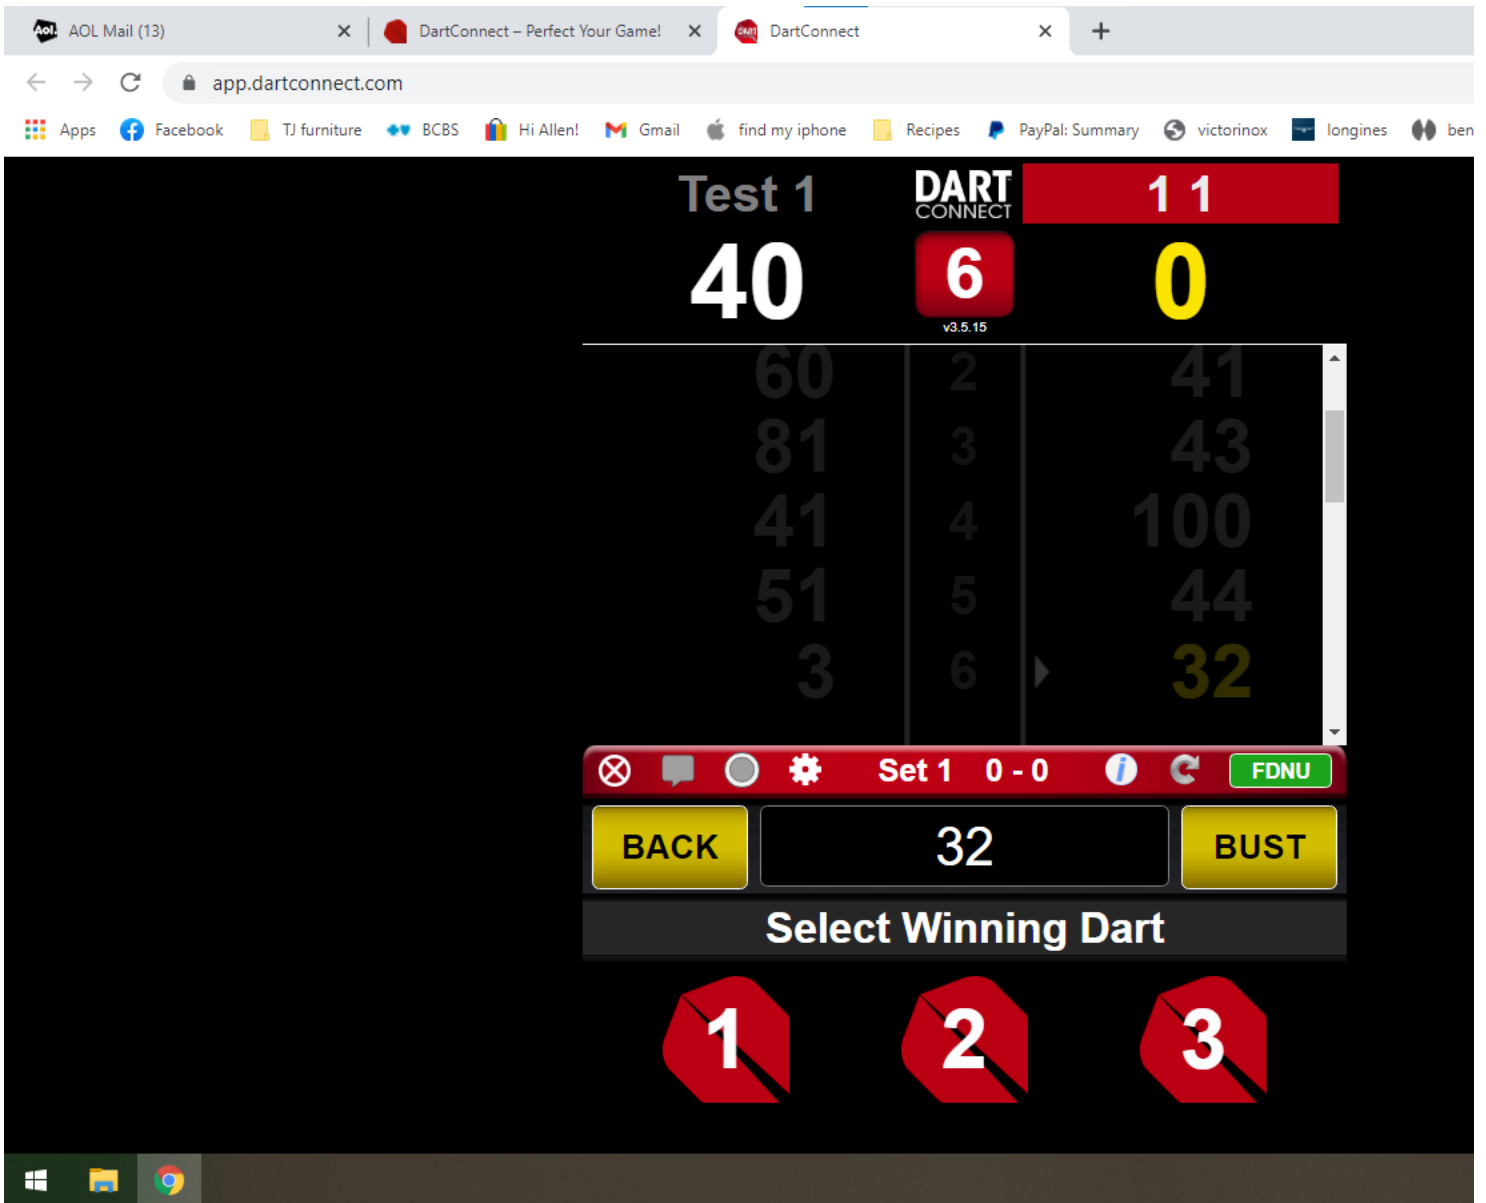 Aol. AOL Mail (13)
DartConnect – Perfect Your Game!
DART DartConnect
app.dartconnect.com
Apps Facebook TJ furniture BCBS Hi Allen! Gmail find my iphone Recipes PayPal: Summary victorinox longines ben
Test 1 DART CONNECT 1 1
40 6 0
v3.5.15
60 2 41
81 3 43
41 4 100
51 5 44
3 6 32
Set 1 0 - 0 i FDNU
BACK 32 BUST
Select Winning Dart
1 2 3